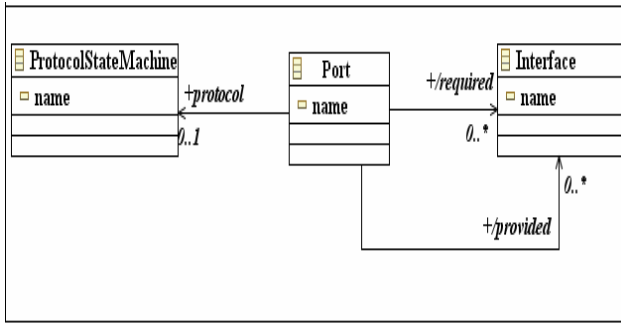 ProtocolStateMachine
name
+protocol
0..1
Port
name
+/required
0..*
Interface
name
0..*
+/provided